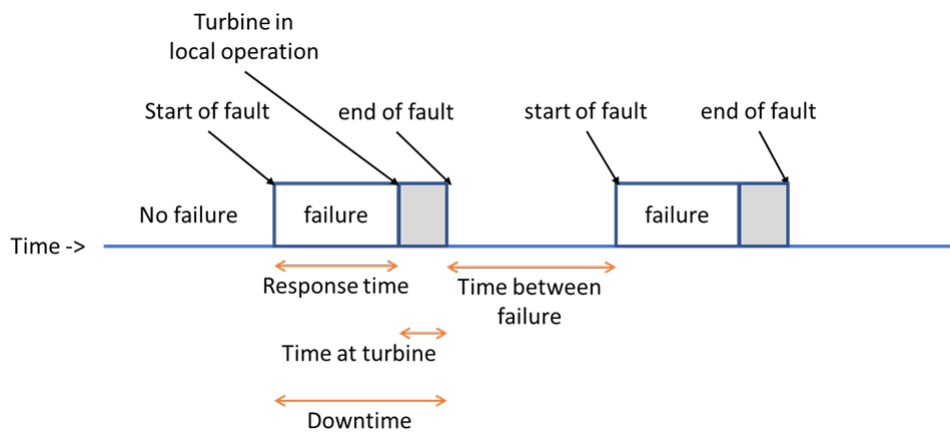 Turbine in
local operation
Start of fault
end of fault
start of fault
end of fault
No failure
failure
failure
Time ->
Response time
Time between
failure
Time at turbine
Downtime